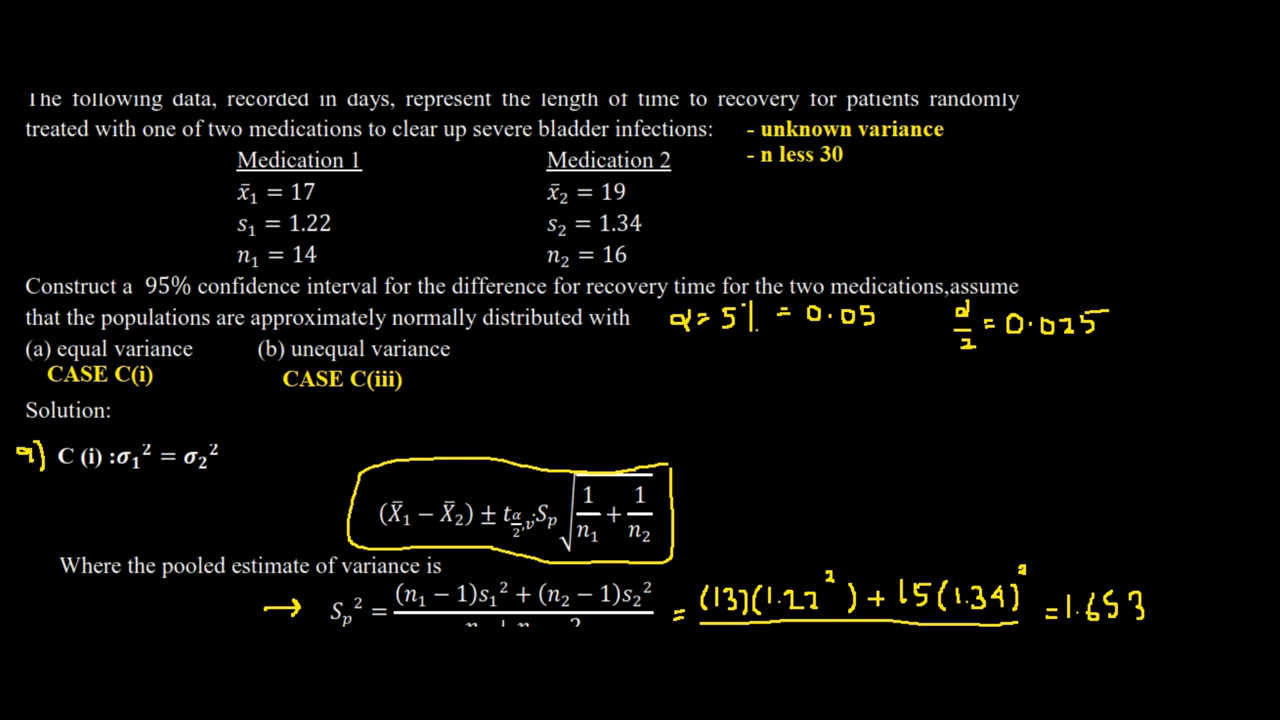 The following data, recorded in days, represent the length of time to recovery for patients randomly
treated with one of two medications to clear up severe bladder infections: - unknown variance
- n less 30
Medication 1 Medication 2
x̄₁ = 17 x̄₂ = 19
s₁ = 1.22 s₂ = 1.34
n₁ = 14 n₂ = 16
Construct a 95% confidence interval for the difference for recovery time for the two medications,assume
that the populations are approximately normally distributed with α = 5% = 0.05 α/2 = 0.025
(a) equal variance (b) unequal variance
CASE C(i) CASE C(iii)
Solution:
a) C (i) :σ₁² = σ₂²
(X̄₁ − X̄₂) ± t_{α/2,v}.S_p √(1/n₁ + 1/n₂)
Where the pooled estimate of variance is
→ S_p² = (n₁ − 1)s₁² + (n₂ − 1)s₂² / n₁ + n₂ − 2 = (13)(1.22²) + 15(1.34)² = 1.653